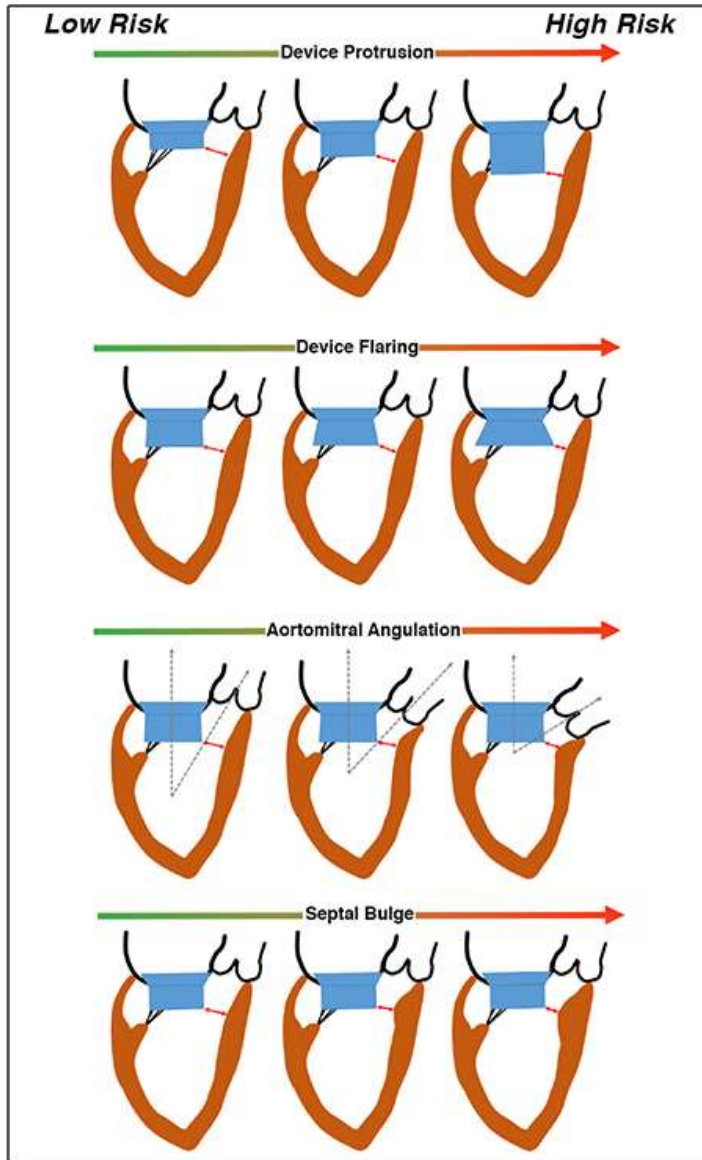 Low Risk High Risk
Device Protrusion
Device Flaring
Aortomitral Angulation
Septal Bulge